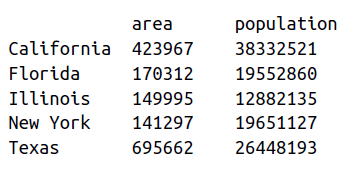 area population
California 423967 38332521
Florida 170312 19552860
Illinois 149995 12882135
New York 141297 19651127
Texas 695662 26448193